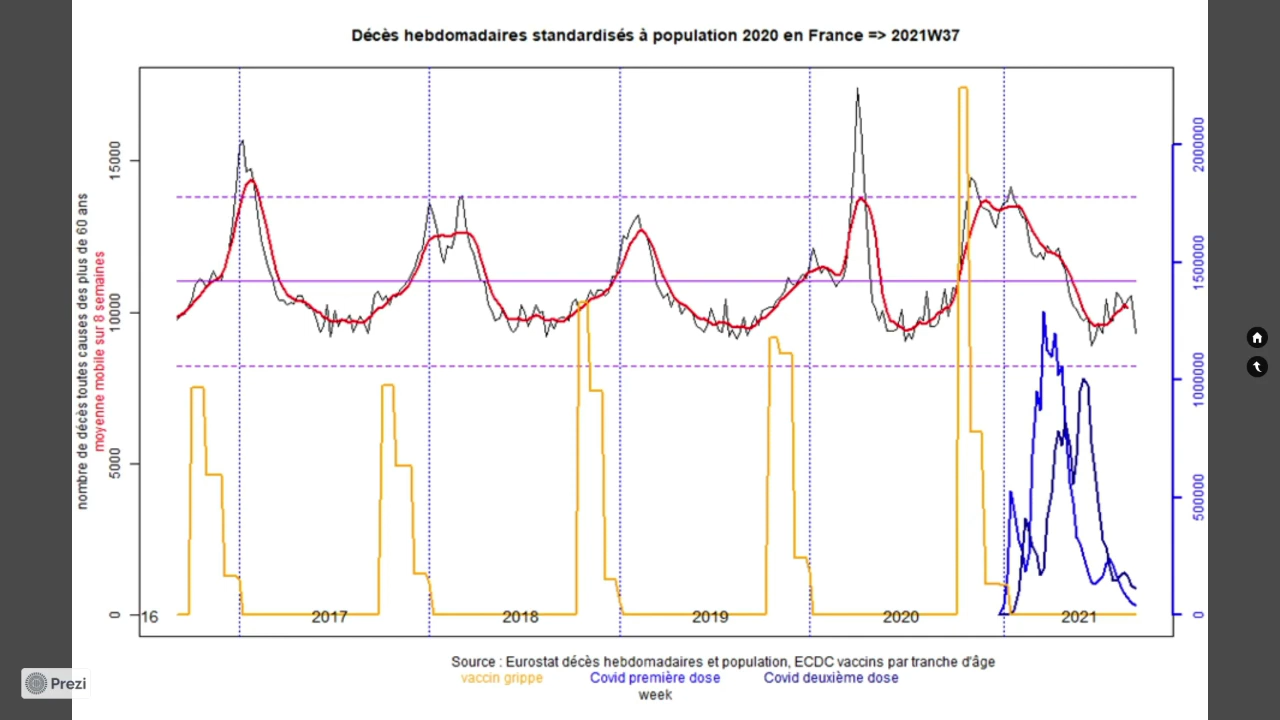 Décès hebdomadaires standardisés à population 2020 en France => 2021W37
nombre de décès toutes causes des plus de 60 ans
moyenne mobile sur 8 semaines
15000
10000
5000
0
2000000
1500000
1000000
500000
0
16
2017
2018
2019
2020
2021
Source : Eurostat décès hebdomadaires et population, ECDC vaccins par tranche d'âge
vaccin grippe
Covid première dose
Covid deuxième dose
week
Prezi